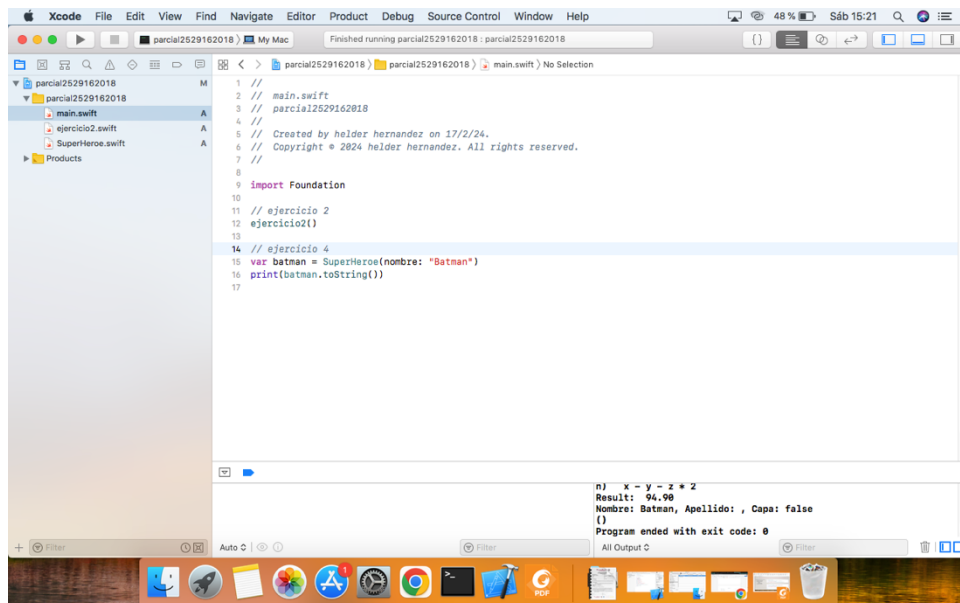 Xcode File Edit View Find Navigate Editor Product Debug Source Control Window Help 48 % Sáb 15:21
parcial2529162018 〉 My Mac Finished running parcial2529162018 : parcial2529162018 {}
parcial2529162018 〉 parcial2529162018 〉 main.swift 〉 No Selection
parcial2529162018 M
parcial2529162018
main.swift A
ejercicio2.swift A
SuperHeroe.swift A
Products
1 //
2 // main.swift
3 // parcial2529162018
4 //
5 // Created by helder hernandez on 17/2/24.
6 // Copyright © 2024 helder hernandez. All rights reserved.
7 //
8
9 import Foundation
10
11 // ejercicio 2
12 ejercicio2()
13
14 // ejercicio 4
15 var batman = SuperHeroe(nombre: "Batman")
16 print(batman.toString())
17
n) x - y - z * 2
Result: 94.90
Nombre: Batman, Apellido: , Capa: false
()
Program ended with exit code: 0
Filter Auto Filter All Output Filter
1
PDF